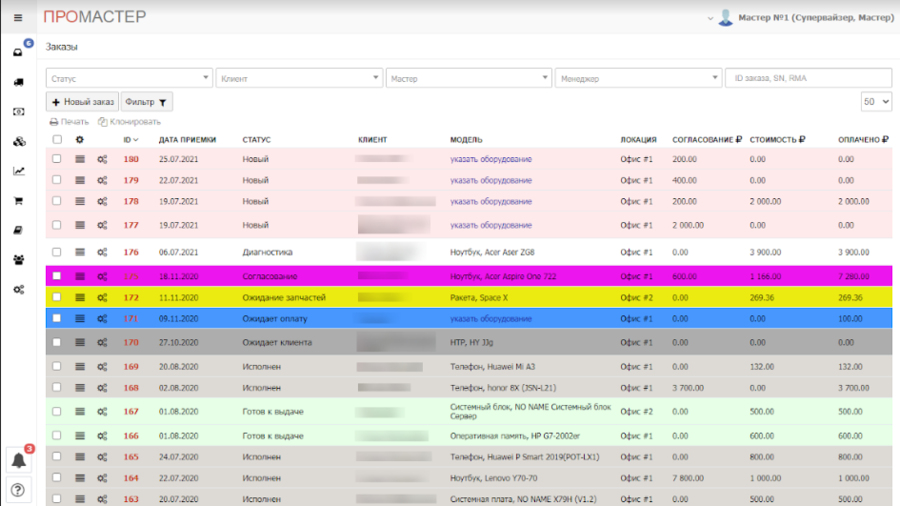 ПРОМАСТЕР
Мастер №1 (Супервайзер, Мастер)
6
Заказы
Статус Клиент Мастер Менеджер ID заказа, SN, RMA
Новый заказ Фильтр 50
Печать Клонировать
ID ДАТА ПРИЕМКИ СТАТУС КЛИЕНТ МОДЕЛЬ ЛОКАЦИЯ СОГЛАСОВАНИЕ ₽ СТОИМОСТЬ ₽ ОПЛАЧЕНО ₽
180 25.07.2021 Новый указать оборудование Офис #1 200.00 0.00 0.00
179 22.07.2021 Новый указать оборудование Офис #1 400.00 0.00 0.00
178 19.07.2021 Новый указать оборудование Офис #1 200.00 2 000.00 2 000.00
177 19.07.2021 Новый указать оборудование Офис #1 2 000.00 0.00 0.00
176 06.07.2021 Диагностика Ноутбук, Acer Aser ZG8 Офис #1 0.00 3 900.00 3 900.00
175 18.11.2020 Согласование Ноутбук, Acer Aspire One 722 Офис #1 600.00 1 166.00 7 280.00
172 11.11.2020 Ожидание запчастей Ракета, Space X Офис #2 0.00 269.36 269.36
171 09.11.2020 Ожидает оплату указать оборудование Офис #1 0.00 0.00 100.00
170 27.10.2020 Ожидает клиента HTP, HY JJg Офис #1 0.00 0.00 0.00
169 20.08.2020 Исполнен Телефон, Huawei Mi A3 Офис #1 0.00 132.00 132.00
168 02.08.2020 Исполнен Телефон, honor 8X (JSN-L21) Офис #1 3 700.00 0.00 3 700.00
167 01.08.2020 Готов к выдаче Системный блок, NO NAME Системный блок Офис #2 0.00 500.00 500.00
Сервер
166 01.08.2020 Готов к выдаче Оперативная память, HP G7-2002er Офис #1 0.00 600.00 600.00
165 24.07.2020 Исполнен Телефон, Huawei P Smart 2019(POT-LX1) Офис #1 0.00 800.00 800.00
164 22.07.2020 Исполнен Ноутбук, Lenovo Y70-70 Офис #1 7 800.00 1 000.00 1 000.00
163 20.07.2020 Исполнен Системная плата, NO NAME X79H (V1.2) Офис #1 0.00 500.00 500.00
3